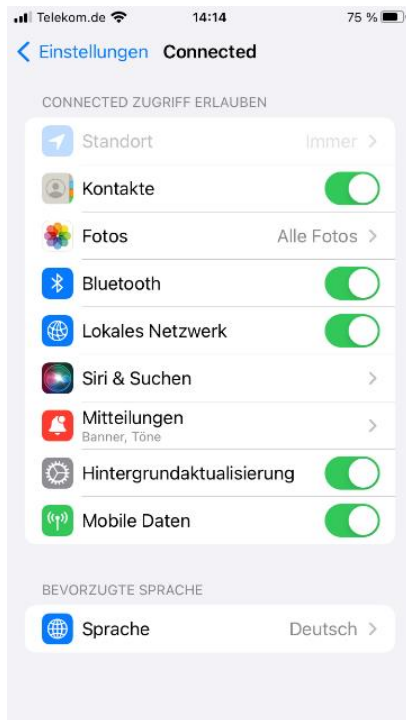 Telekom.de 14:14 75 %
Einstellungen Connected
CONNECTED ZUGRIFF ERLAUBEN
Standort Immer
Kontakte
Fotos Alle Fotos
Bluetooth
Lokales Netzwerk
Siri & Suchen
Mitteilungen
Banner, Töne
Hintergrundaktualisierung
Mobile Daten
BEVORZUGTE SPRACHE
Sprache Deutsch